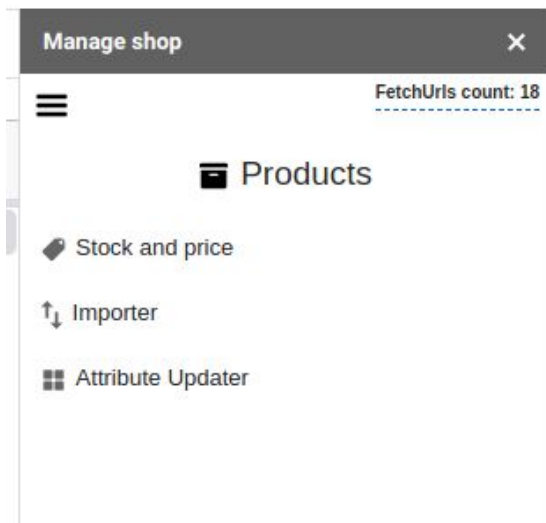 Manage shop
FetchUrls count: 18
Products
Stock and price
Importer
Attribute Updater